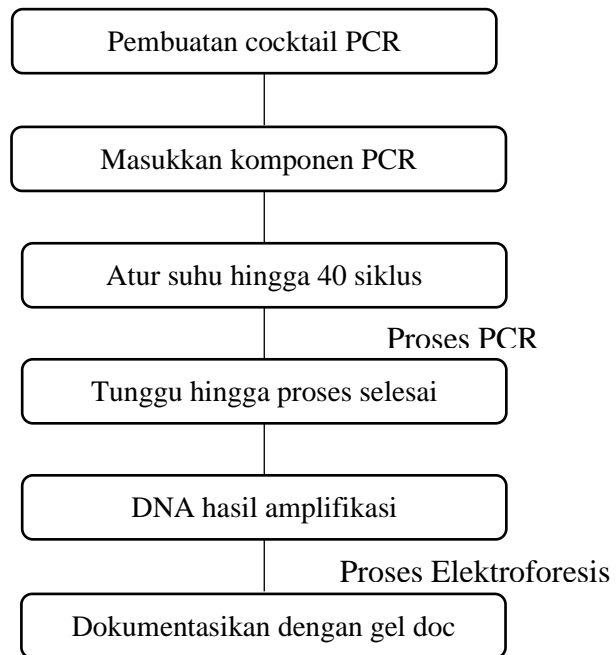 Pembuatan cocktail PCR
Masukkan komponen PCR
Atur suhu hingga 40 siklus
Proses PCR
Tunggu hingga proses selesai
DNA hasil amplifikasi
Proses Elektroforesis
Dokumentasikan dengan gel doc